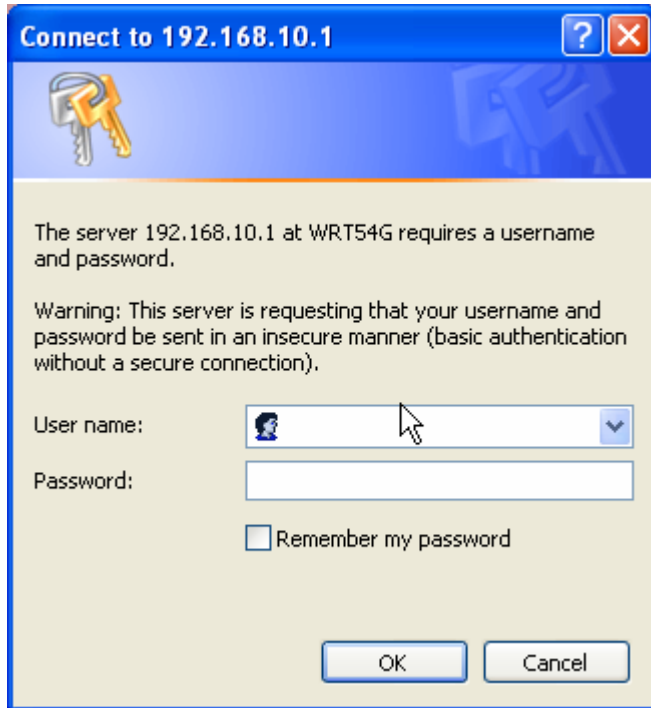 Connect to 192.168.10.1
The server 192.168.10.1 at WRT54G requires a username
and password.
Warning: This server is requesting that your username and
password be sent in an insecure manner (basic authentication
without a secure connection).
User name:
Password:
Remember my password
OK
Cancel